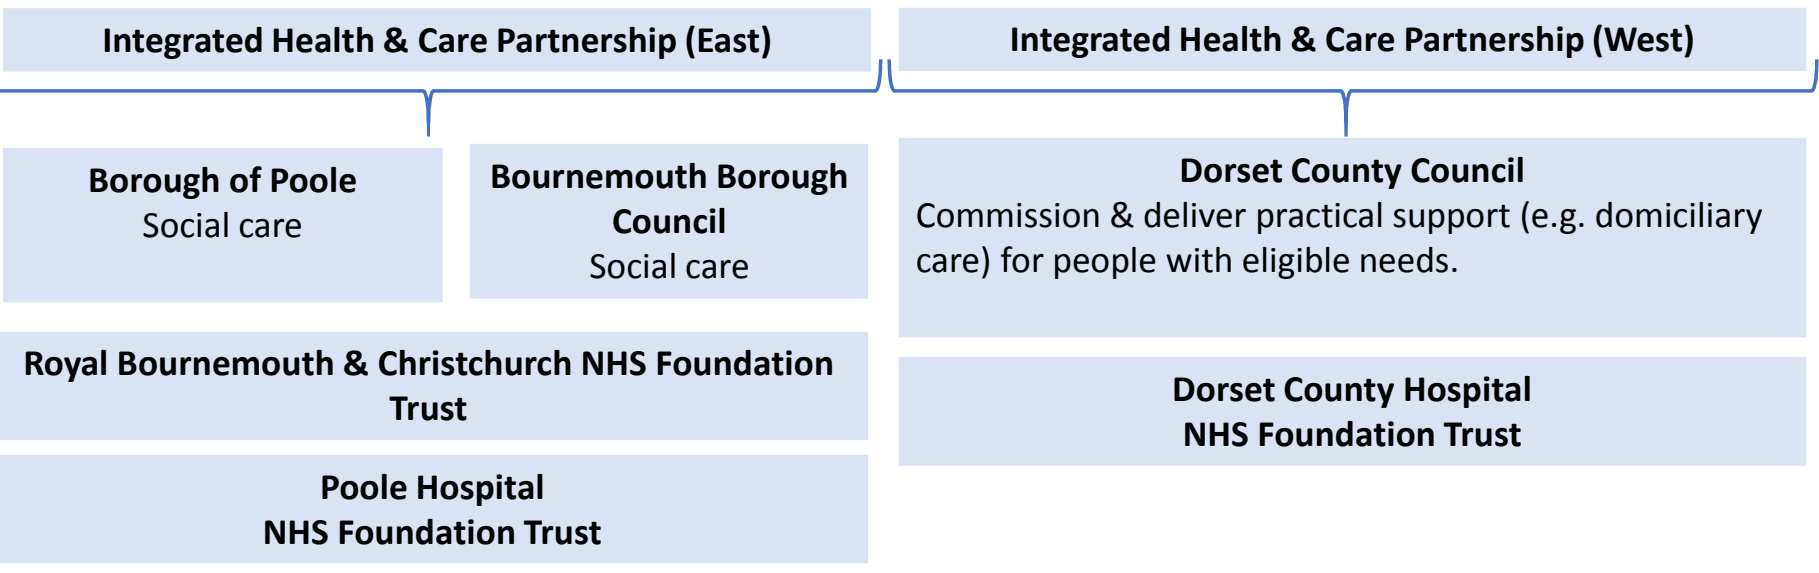 Integrated Health & Care Partnership (East)
Integrated Health & Care Partnership (West)
Borough of Poole
Social care
Bournemouth Borough
Council
Social care
Dorset County Council
Commission & deliver practical support (e.g. domiciliary
care) for people with eligible needs.
Royal Bournemouth & Christchurch NHS Foundation
Trust
Dorset County Hospital
NHS Foundation Trust
Poole Hospital
NHS Foundation Trust